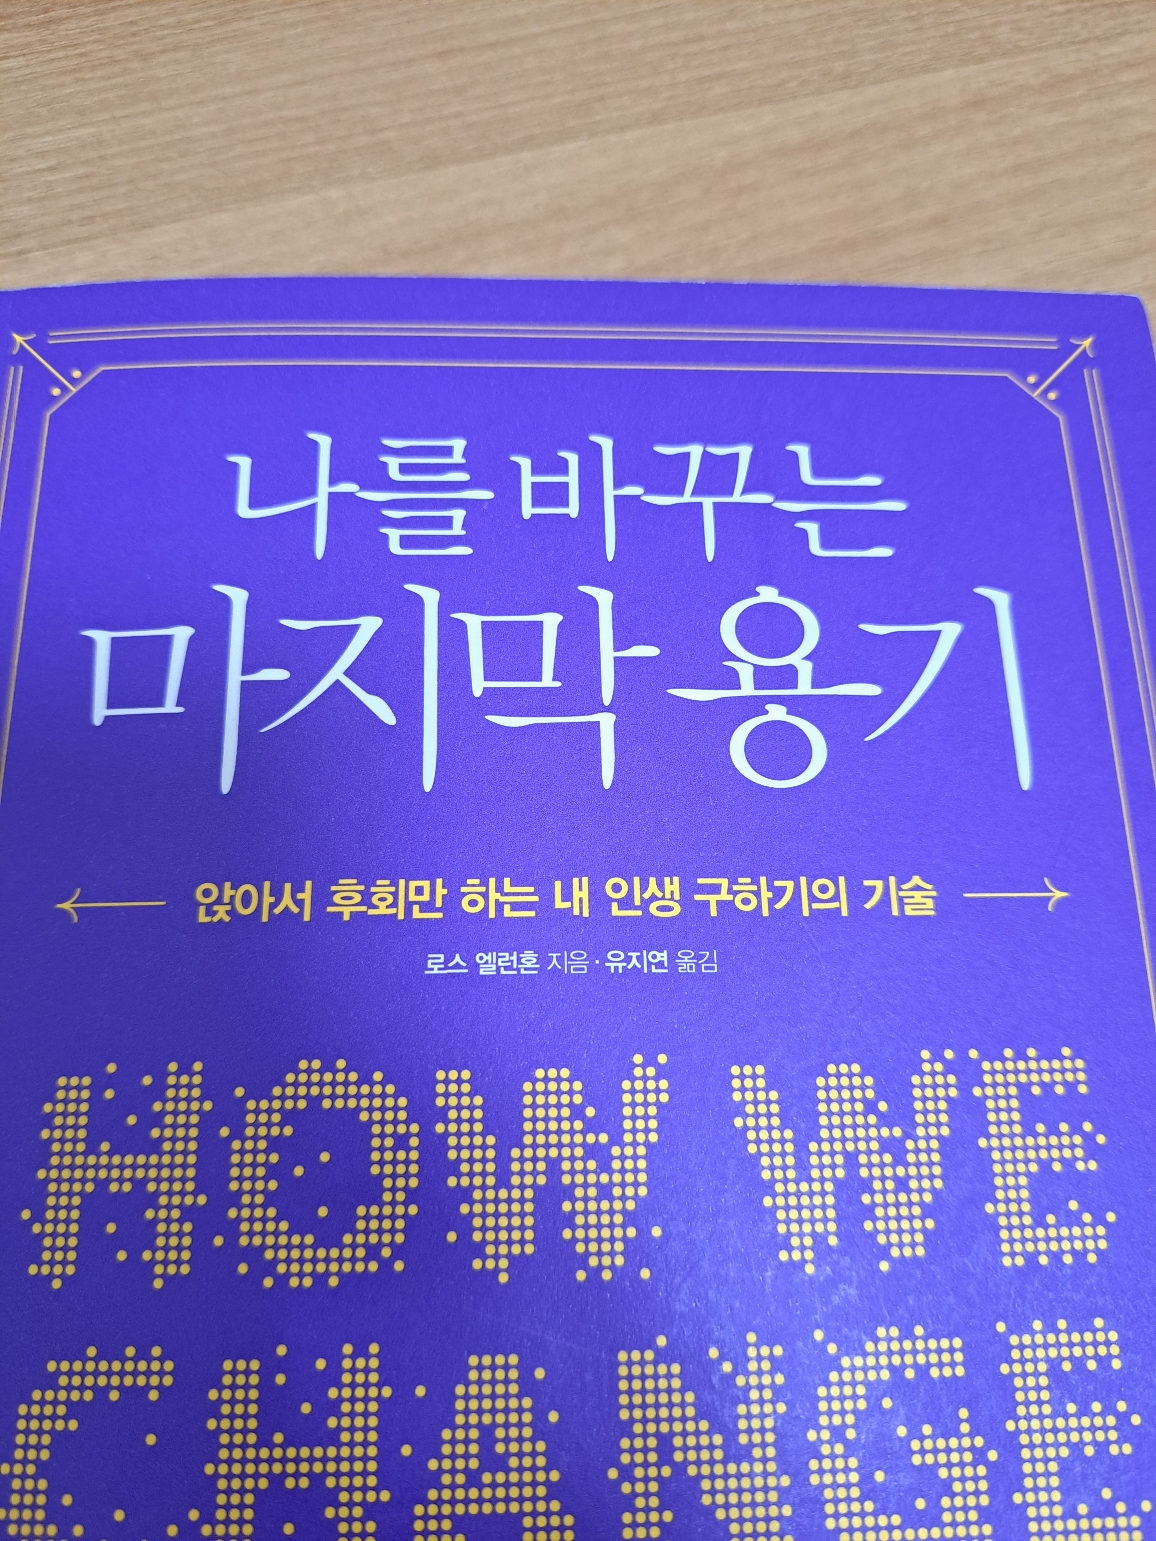 나를 바꾸는
마지막 용기
앉아서 후회만 하는 내 인생 구하기의 기술
로스 엘런혼 지음 · 유지연 옮김
HOW WE
CHANGE